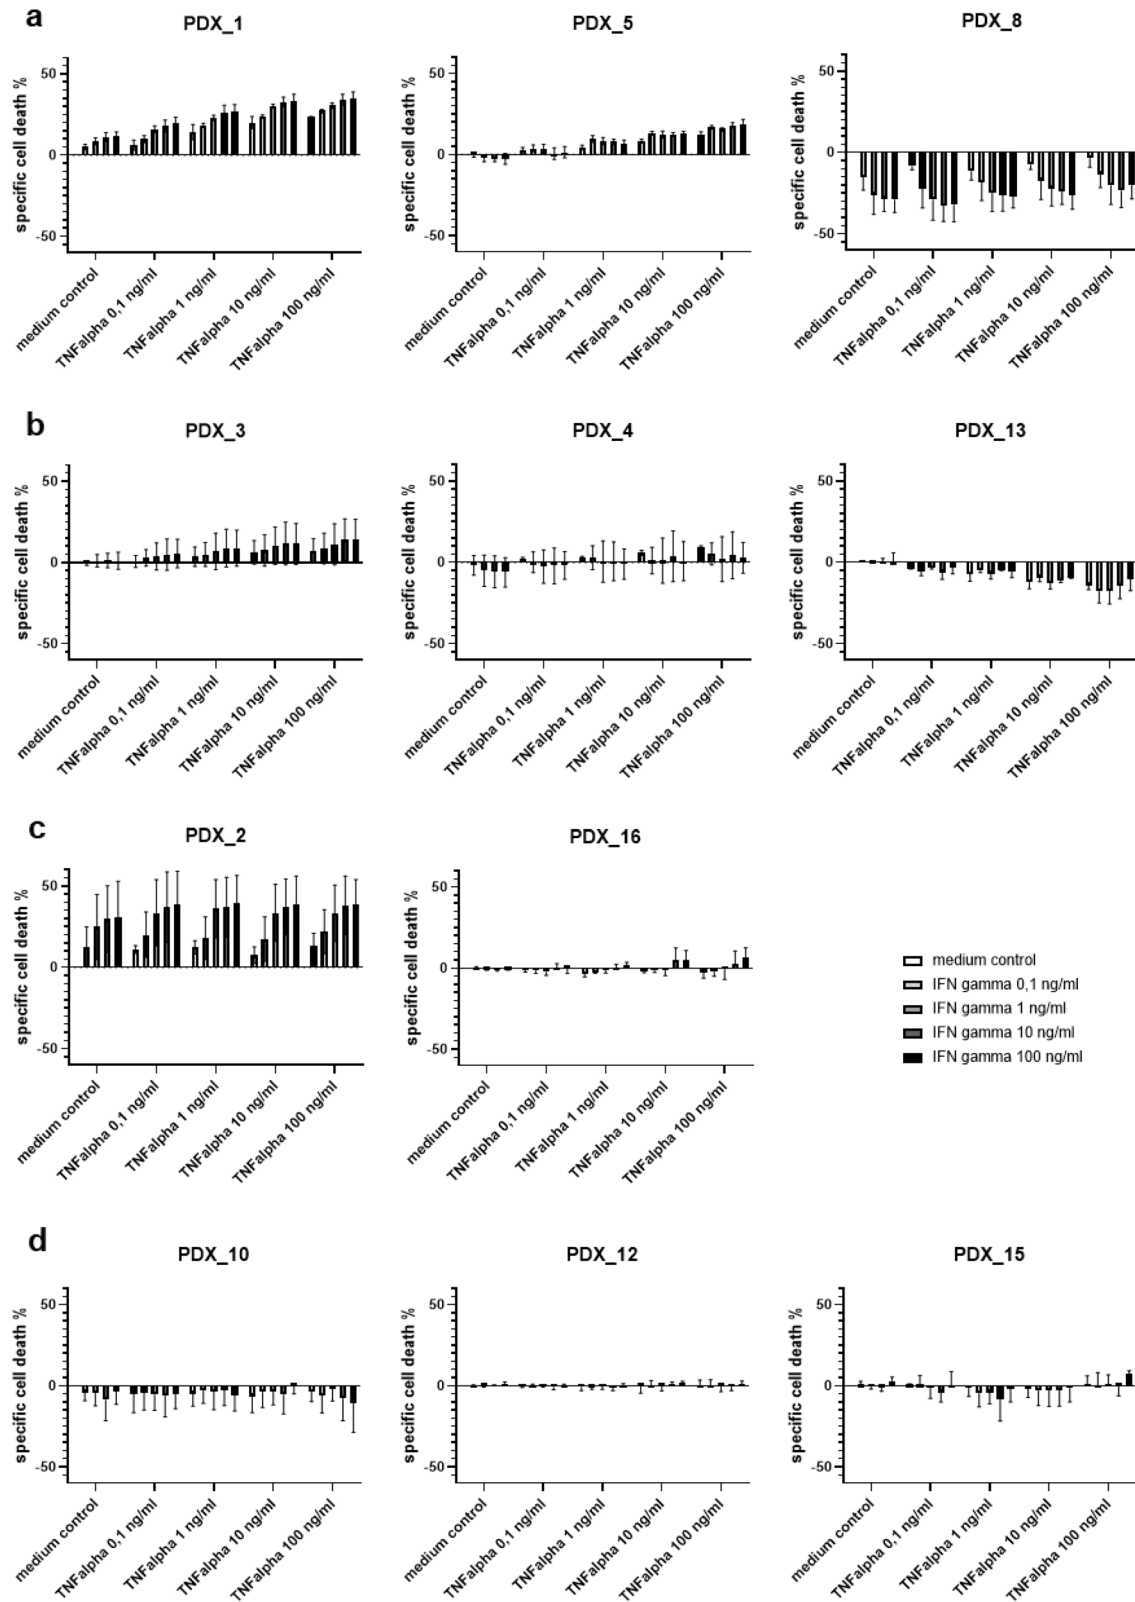 a
PDX_1
PDX_5
PDX_8
specific cell death %
50
0
-50
medium control
TNFalpha 0,1 ng/ml
TNFalpha 1 ng/ml
TNFalpha 10 ng/ml
TNFalpha 100 ng/ml
specific cell death %
50
0
-50
medium control
TNFalpha 0,1 ng/ml
TNFalpha 1 ng/ml
TNFalpha 10 ng/ml
TNFalpha 100 ng/ml
specific cell death %
50
0
-50
medium control
TNFalpha 0,1 ng/ml
TNFalpha 1 ng/ml
TNFalpha 10 ng/ml
TNFalpha 100 ng/ml
b
PDX_3
PDX_4
PDX_13
specific cell death %
50
0
-50
medium control
TNFalpha 0,1 ng/ml
TNFalpha 1 ng/ml
TNFalpha 10 ng/ml
TNFalpha 100 ng/ml
specific cell death %
50
0
-50
medium control
TNFalpha 0,1 ng/ml
TNFalpha 1 ng/ml
TNFalpha 10 ng/ml
TNFalpha 100 ng/ml
specific cell death %
50
0
-50
medium control
TNFalpha 0,1 ng/ml
TNFalpha 1 ng/ml
TNFalpha 10 ng/ml
TNFalpha 100 ng/ml
c
PDX_2
PDX_16
specific cell death %
50
0
-50
medium control
TNFalpha 0,1 ng/ml
TNFalpha 1 ng/ml
TNFalpha 10 ng/ml
TNFalpha 100 ng/ml
specific cell death %
50
0
-50
medium control
TNFalpha 0,1 ng/ml
TNFalpha 1 ng/ml
TNFalpha 10 ng/ml
TNFalpha 100 ng/ml
medium control
IFN gamma 0,1 ng/ml
IFN gamma 1 ng/ml
IFN gamma 10 ng/ml
IFN gamma 100 ng/ml
d
PDX_10
PDX_12
PDX_15
specific cell death %
50
0
-50
medium control
TNFalpha 0,1 ng/ml
TNFalpha 1 ng/ml
TNFalpha 10 ng/ml
TNFalpha 100 ng/ml
specific cell death %
50
0
-50
medium control
TNFalpha 0,1 ng/ml
TNFalpha 1 ng/ml
TNFalpha 10 ng/ml
TNFalpha 100 ng/ml
specific cell death %
50
0
-50
medium control
TNFalpha 0,1 ng/ml
TNFalpha 1 ng/ml
TNFalpha 10 ng/ml
TNFalpha 100 ng/ml